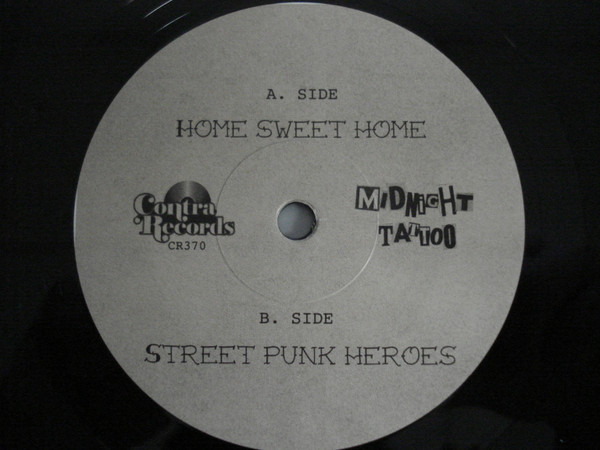 A. SIDE
HOME SWEET HOME
Contra
Records
CR370
MiDNiGHT
TATTOO
B. SIDE
STREET PUNK HEROES